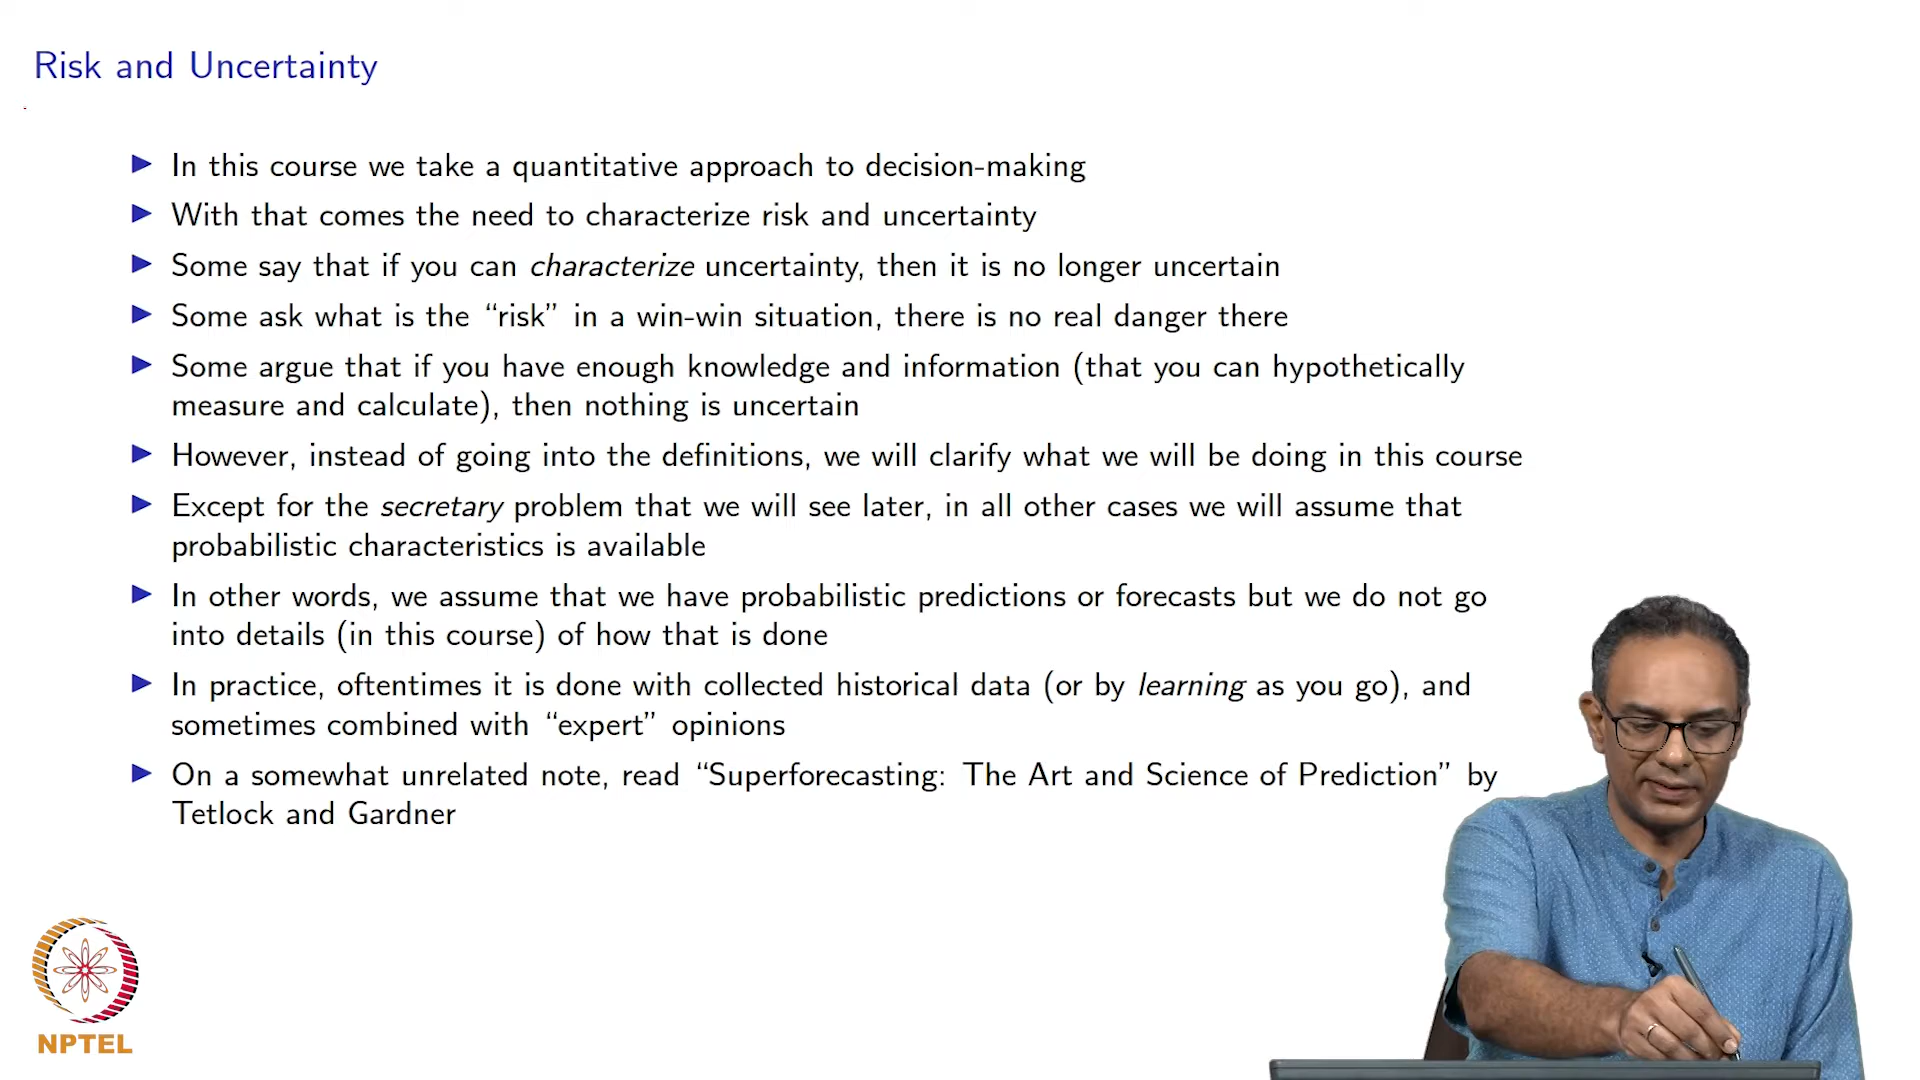 Risk and Uncertainty
In this course we take a quantitative approach to decision-making
With that comes the need to characterize risk and uncertainty
Some say that if you can characterize uncertainty, then it is no longer uncertain
Some ask what is the “risk” in a win-win situation, there is no real danger there
Some argue that if you have enough knowledge and information (that you can hypothetically
measure and calculate), then nothing is uncertain
However, instead of going into the definitions, we will clarify what we will be doing in this course
Except for the secretary problem that we will see later, in all other cases we will assume that
probabilistic characteristics is available
In other words, we assume that we have probabilistic predictions or forecasts but we do not go
into details (in this course) of how that is done
In practice, oftentimes it is done with collected historical data (or by learning as you go), and
sometimes combined with “expert” opinions
On a somewhat unrelated note, read “Superforecasting: The Art and Science of Prediction” by
Tetlock and Gardner
NPTEL